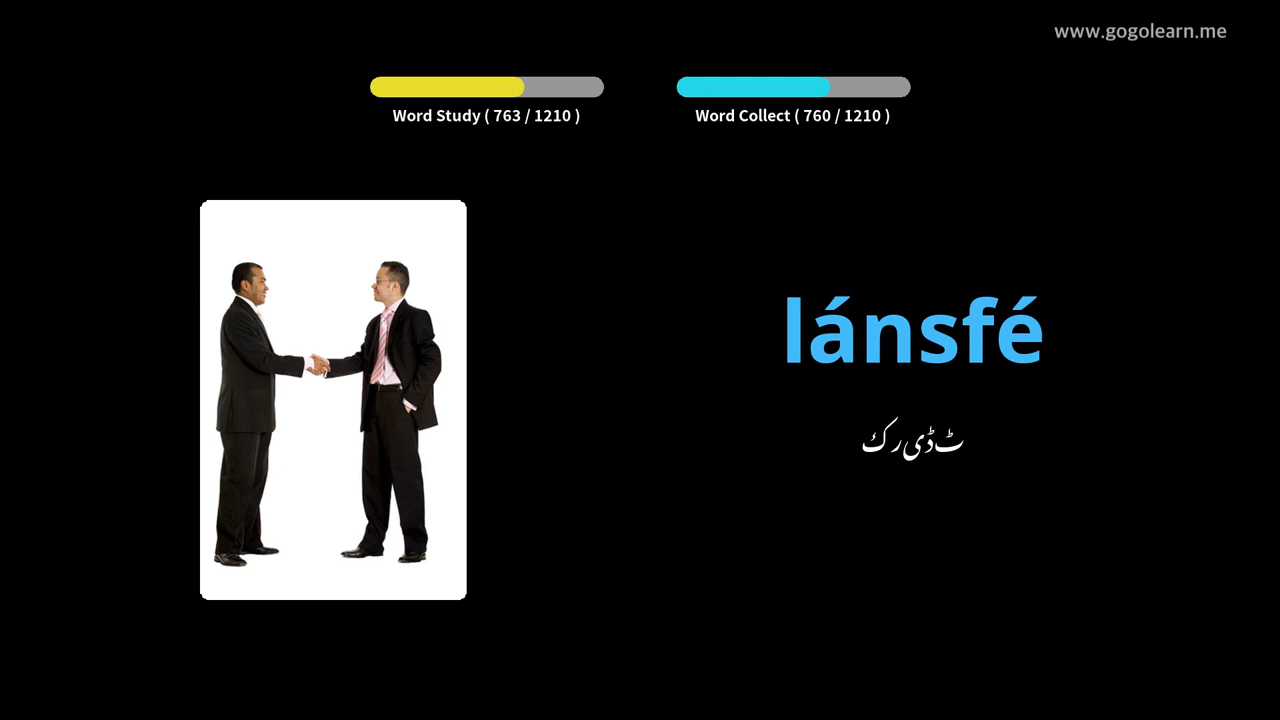 www.gogolearn.me
Word Study ( 763 / 1210 )
Word Collect ( 760 / 1210 )
lánsfé
ٹڈی رک